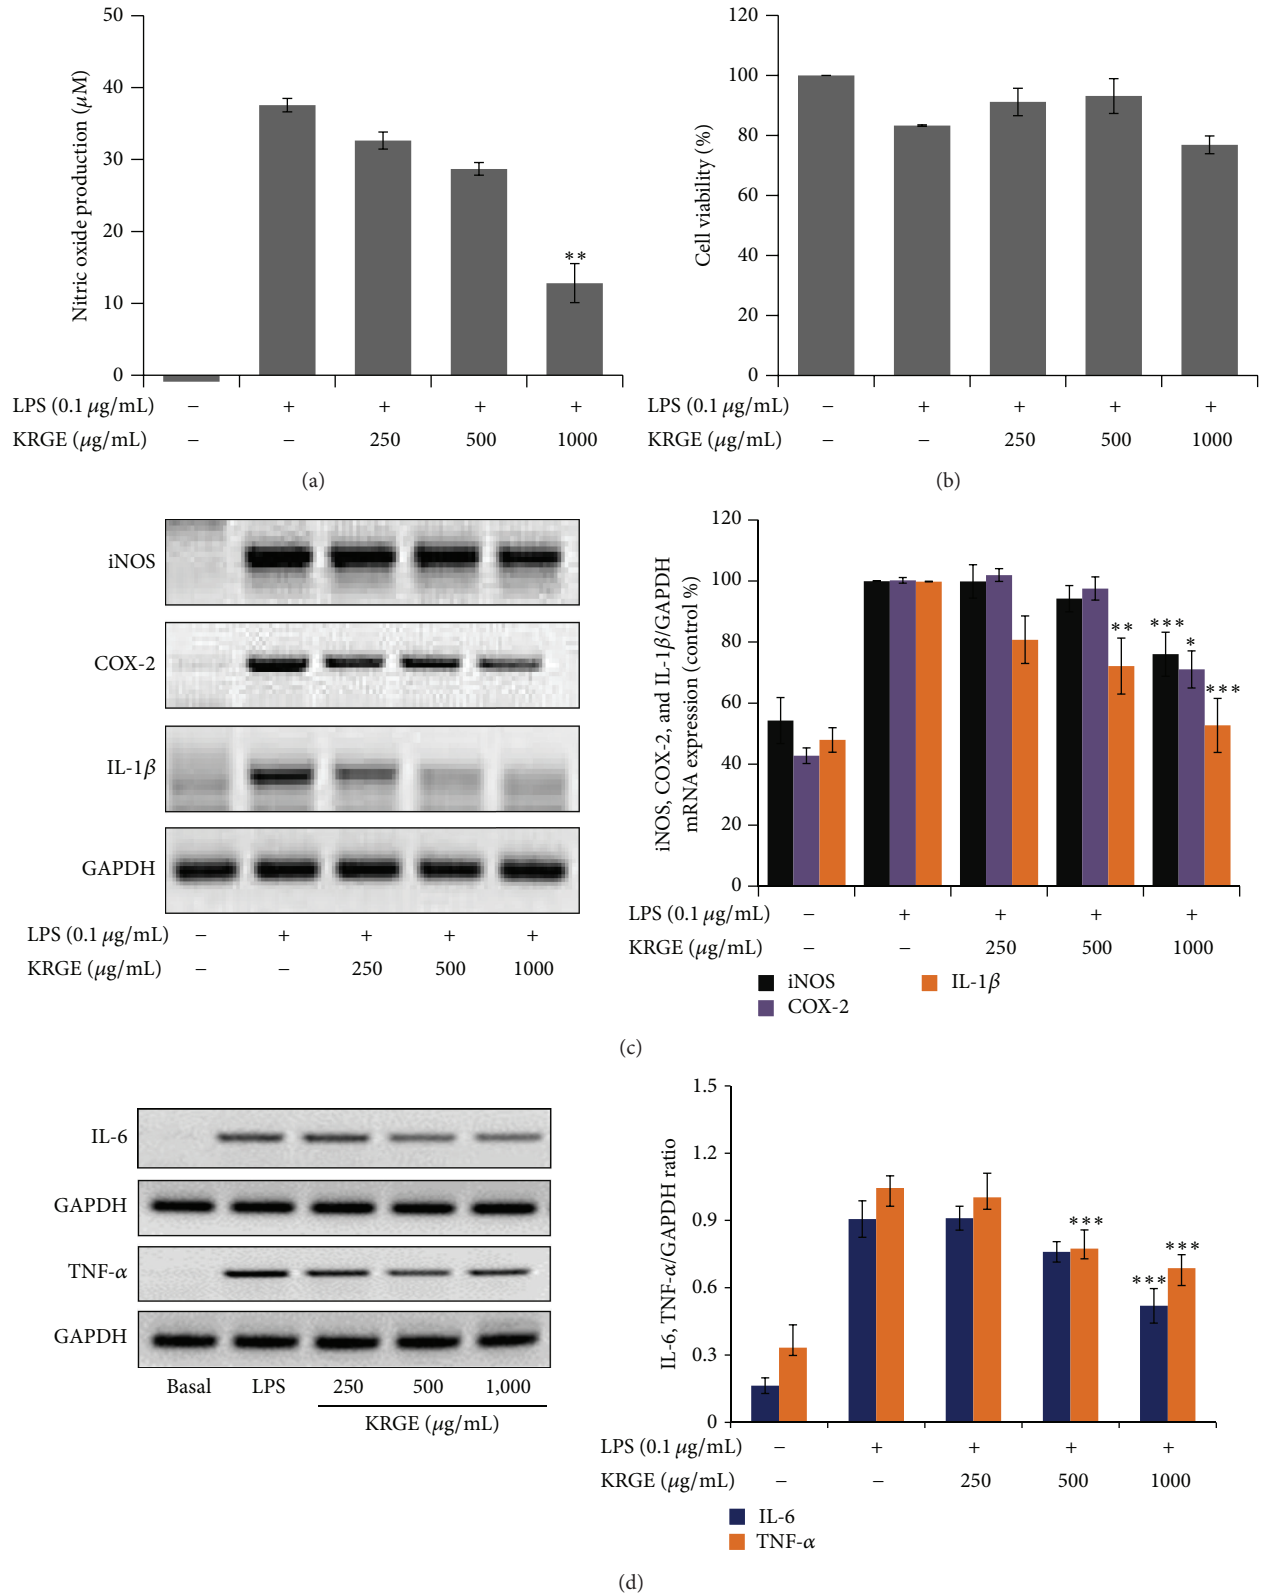 50
40
30
20
10
0
Nitric oxide production (μM)
**
LPS (0.1 μg/mL) − + + + +
KRGE (μg/mL) − − 250 500 1000
(a)
120
100
80
60
40
20
0
Cell viability (%)
LPS (0.1 μg/mL) − + + + +
KRGE (μg/mL) − − 250 500 1000
(b)
iNOS
COX-2
IL-1β
GAPDH
LPS (0.1 μg/mL) − + + + +
KRGE (μg/mL) − − 250 500 1000
120
100
80
60
40
20
0
iNOS, COX-2, and IL-1β/GAPDH
mRNA expression (control %)
**
***
*
***
LPS (0.1 μg/mL) − + + + +
KRGE (μg/mL) − − 250 500 1000
iNOS
COX-2
IL-1β
(c)
IL-6
GAPDH
TNF-α
GAPDH
Basal LPS 250 500 1,000
KRGE (μg/mL)
1.5
1.2
0.9
0.6
0.3
0
IL-6, TNF-α/GAPDH ratio
***
***
***
LPS (0.1 μg/mL) − + + + +
KRGE (μg/mL) − − 250 500 1000
IL-6
TNF-α
(d)